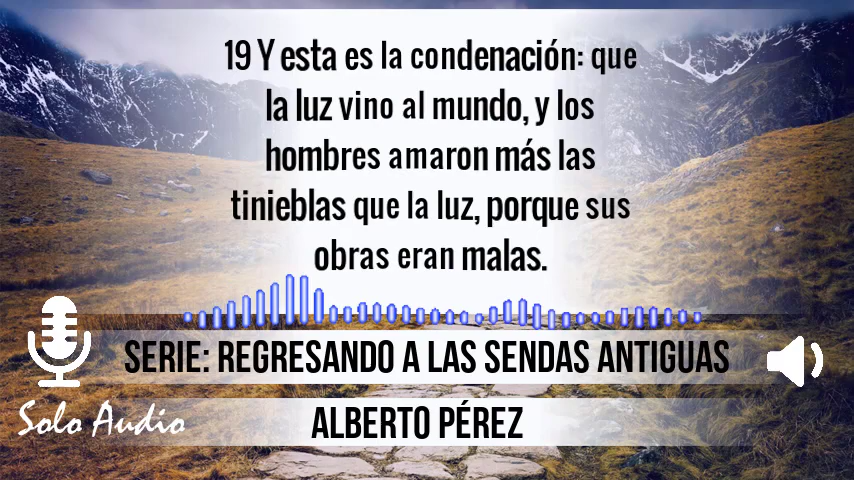 19 Y esta es la condenación: que
la luz vino al mundo, y los
hombres amaron más las
tinieblas que la luz, porque sus
obras eran malas.
SERIE: REGRESANDO A LAS SENDAS ANTIGUAS
Solo Audio
ALBERTO PÉREZ